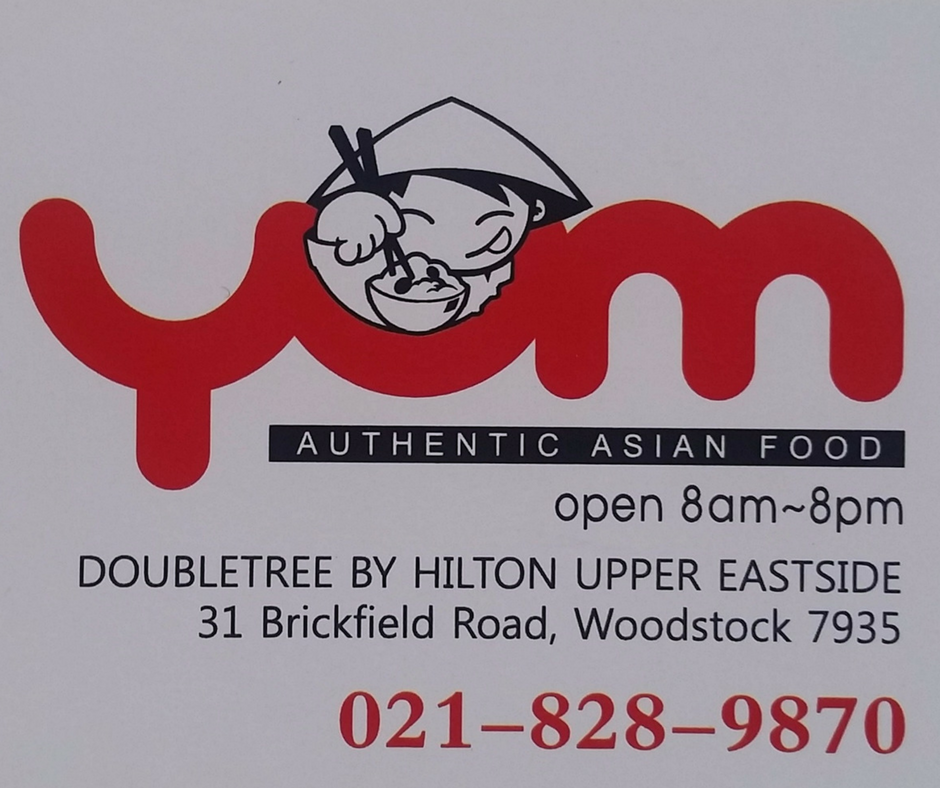 yum
AUTHENTIC ASIAN FOOD
open 8am~8pm
DOUBLETREE BY HILTON UPPER EASTSIDE
31 Brickfield Road, Woodstock 7935
021-828-9870